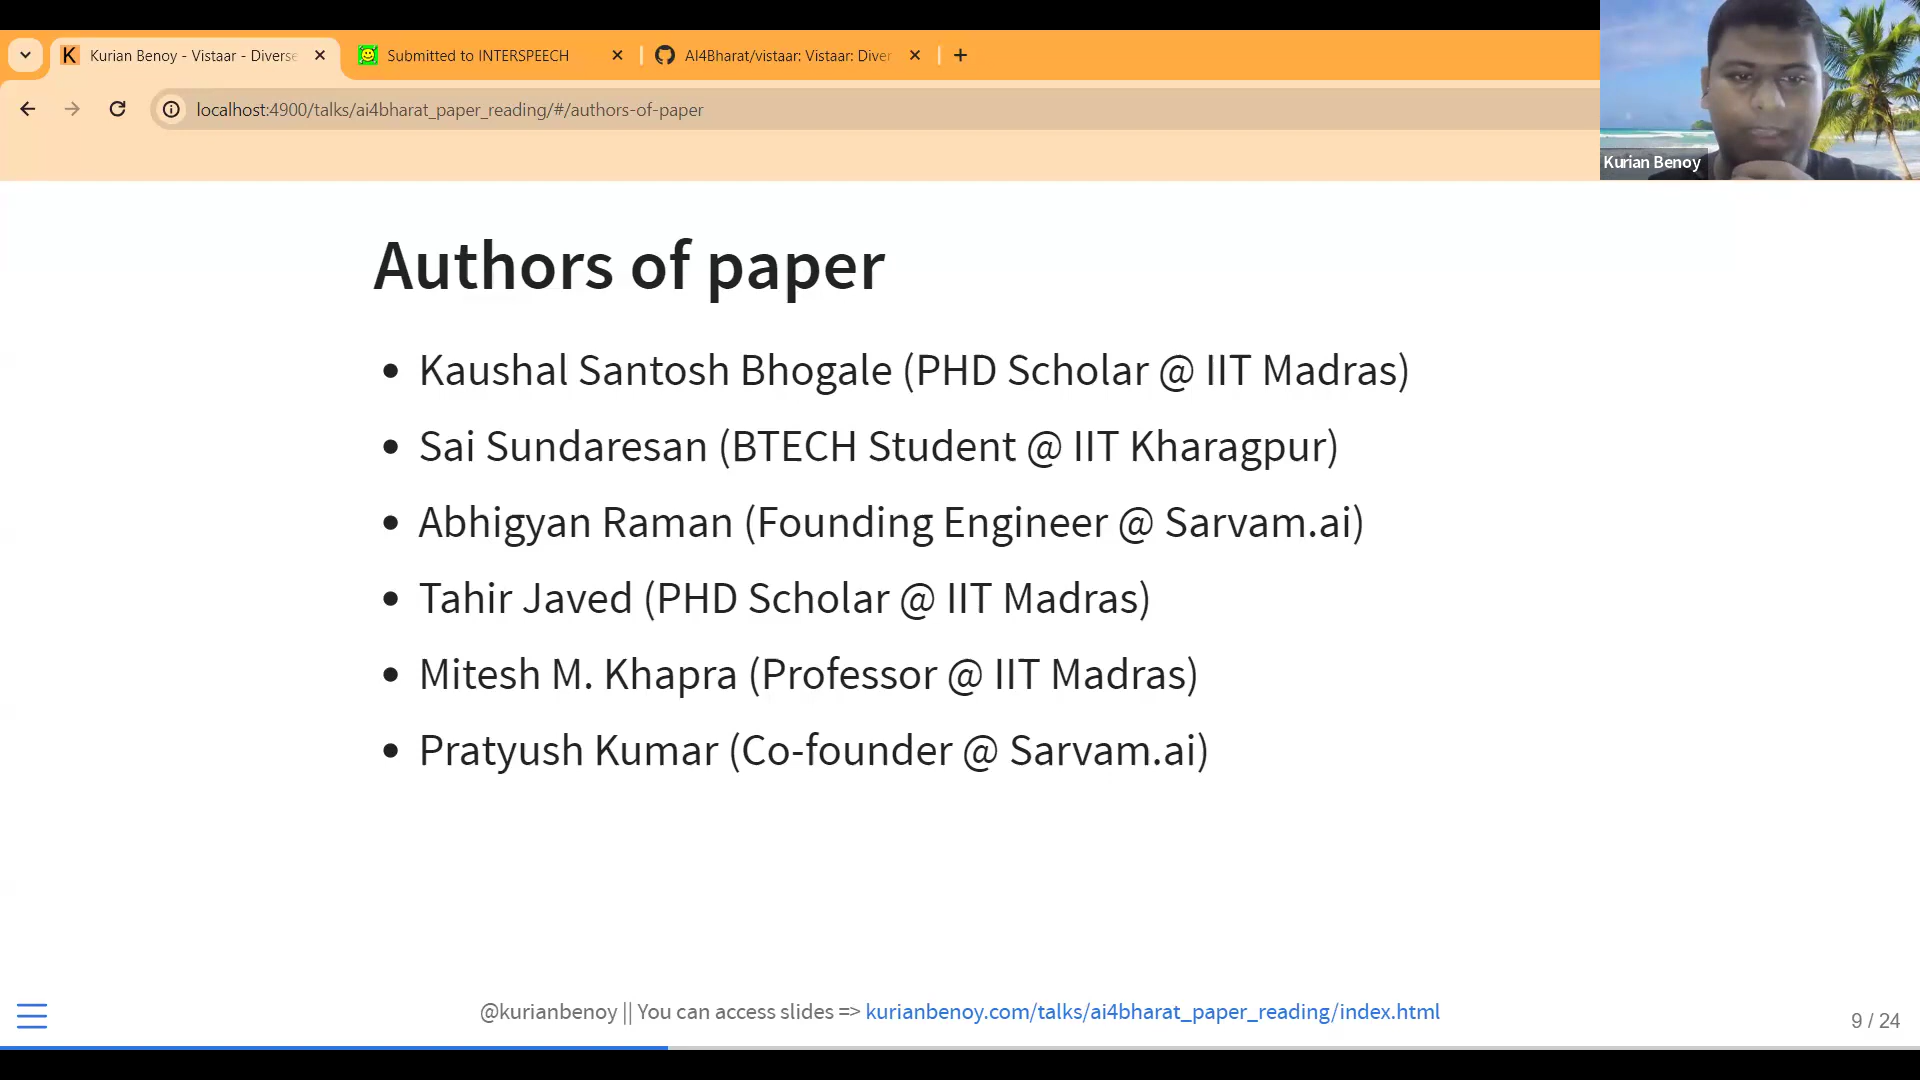 Kurian Benoy - Vistaar - Diverse
Submitted to INTERSPEECH
AI4Bharat/vistaar: Vistaar: Diver
localhost:4900/talks/ai4bharat_paper_reading/#/authors-of-paper
Kurian Benoy
Authors of paper
• Kaushal Santosh Bhogale (PHD Scholar @ IIT Madras)
• Sai Sundaresan (BTECH Student @ IIT Kharagpur)
• Abhigyan Raman (Founding Engineer @ Sarvam.ai)
• Tahir Javed (PHD Scholar @ IIT Madras)
• Mitesh M. Khapra (Professor @ IIT Madras)
• Pratyush Kumar (Co-founder @ Sarvam.ai)
@kurianbenoy || You can access slides => kurianbenoy.com/talks/ai4bharat_paper_reading/index.html
9 / 24